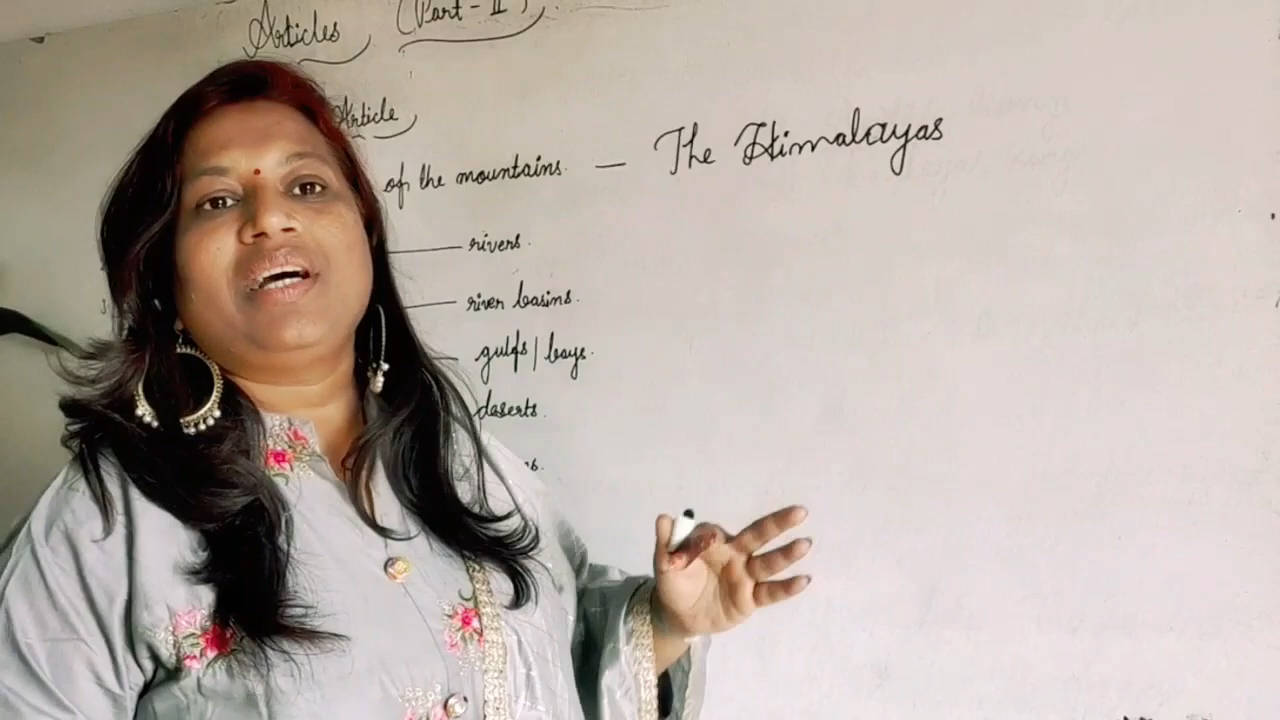 Articles (Part - II)
Article
of the mountains. — The Himalayas
rivers.
river basins.
gulfs / bays.
deserts.